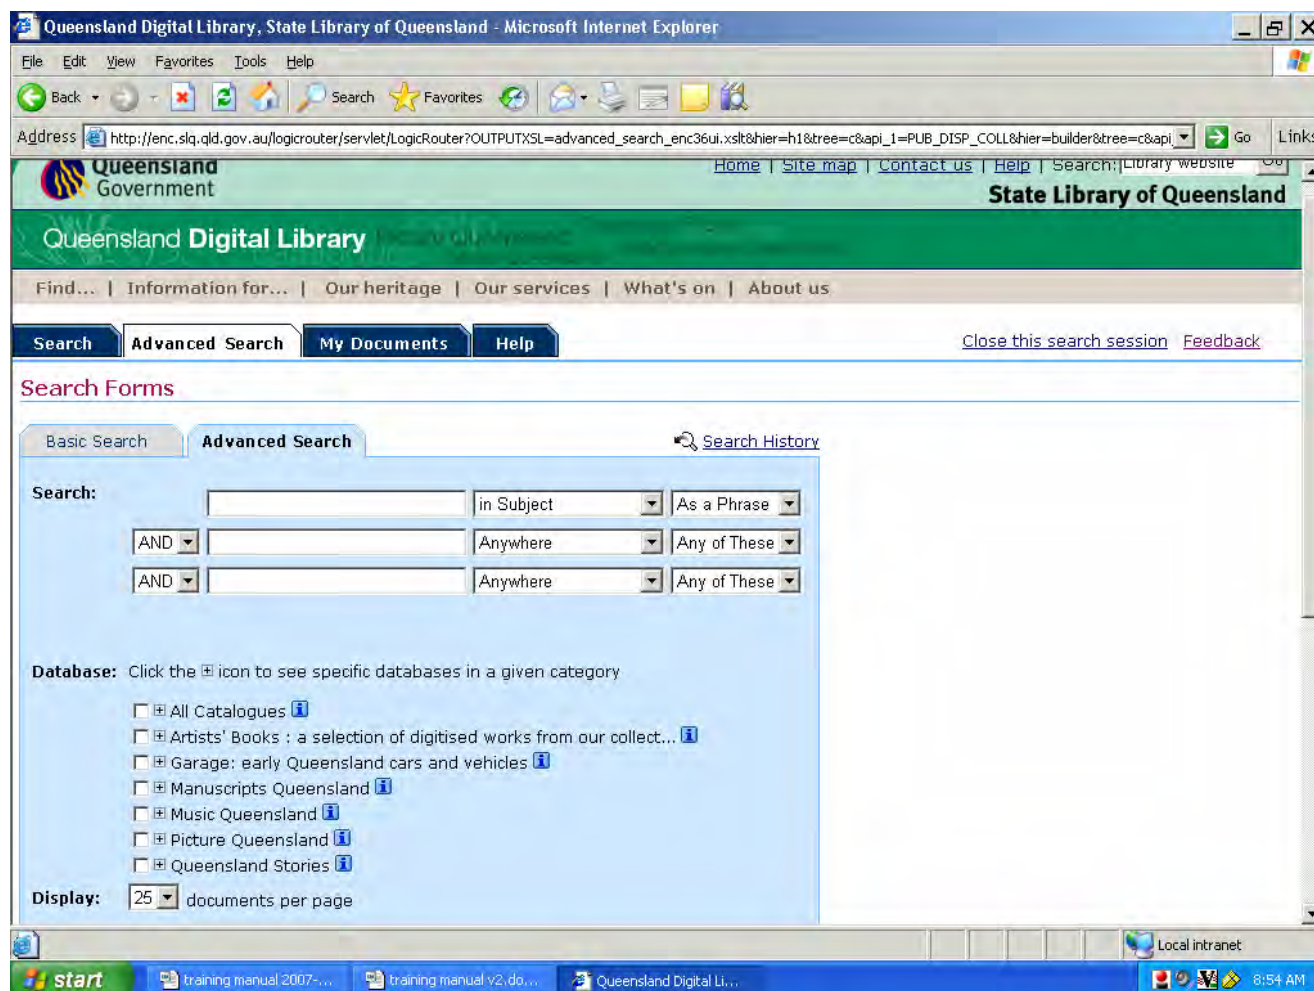 Queensland Digital Library, State Library of Queensland - Microsoft Internet Explorer
File Edit View Favorites Tools Help
Back Search Favorites
Address http://enc.slq.qld.gov.au/logicrouter/servlet/LogicRouter?OUTPUTXSL=advanced_search_enc36ui.xslt&hier=h1&tree=c&api_1=PUB_DISP_COLL&hier=builder&tree=c&api_ Go Links
Queensland Government
Home | Site map | Contact us | Help | Search: Library website Go
State Library of Queensland
Queensland Digital Library
Find... | Information for... | Our heritage | Our services | What's on | About us
Search Advanced Search My Documents Help Close this search session Feedback
Search Forms
Basic Search Advanced Search Search History
Search: in Subject As a Phrase
AND Anywhere Any of These
AND Anywhere Any of These
Database: Click the + icon to see specific databases in a given category
All Catalogues
Artists' Books : a selection of digitised works from our collect...
Garage: early Queensland cars and vehicles
Manuscripts Queensland
Music Queensland
Picture Queensland
Queensland Stories
Display: 25 documents per page
Local intranet
start training manual 2007-... training manual v2.do... Queensland Digital Li... 8:54 AM